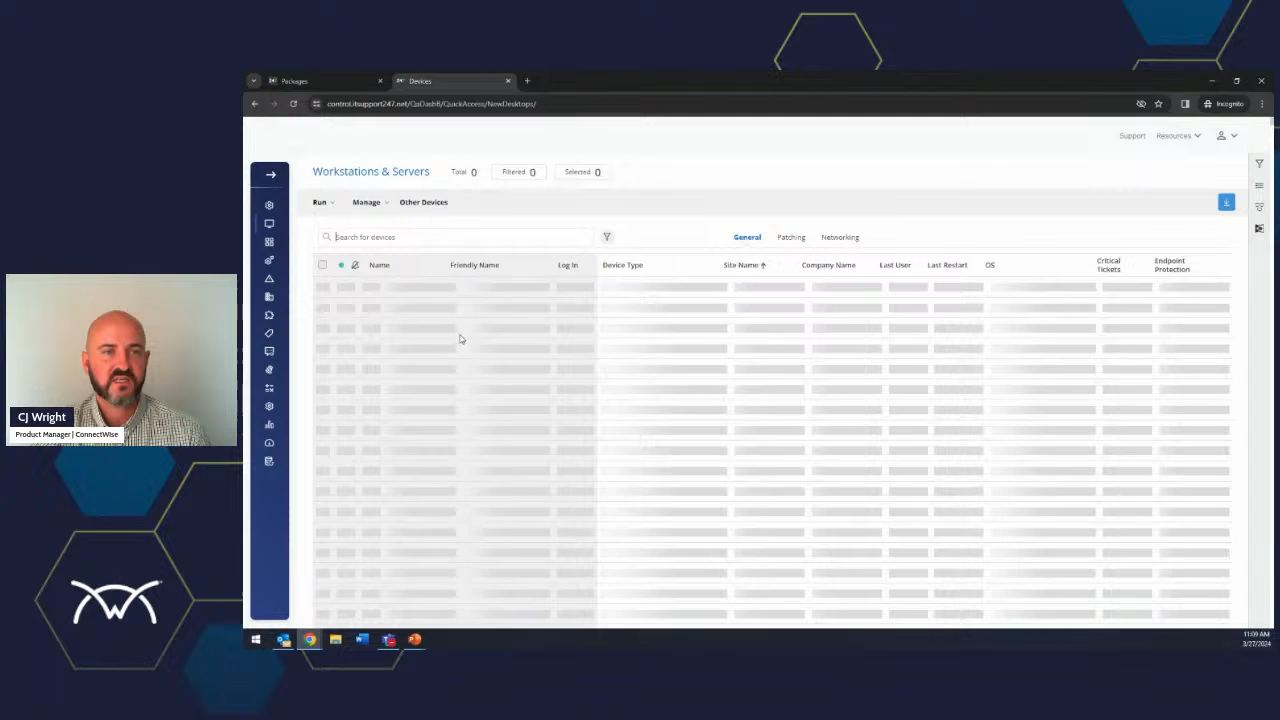 Packages
Devices
control.itsupport247.net/QaDashfi/QuickAccess/NewDesktops/
Incognito
Support Resources
Workstations & Servers Total 0 Filtered 0 Selected 0
Run Manage Other Devices
Search for devices General Patching Networking
Name Friendly Name Log In Device Type Site Name Company Name Last User Last Restart OS Critical Tickets Endpoint Protection
CJ Wright
Product Manager | ConnectWise
W
11:09 AM
3/27/2024